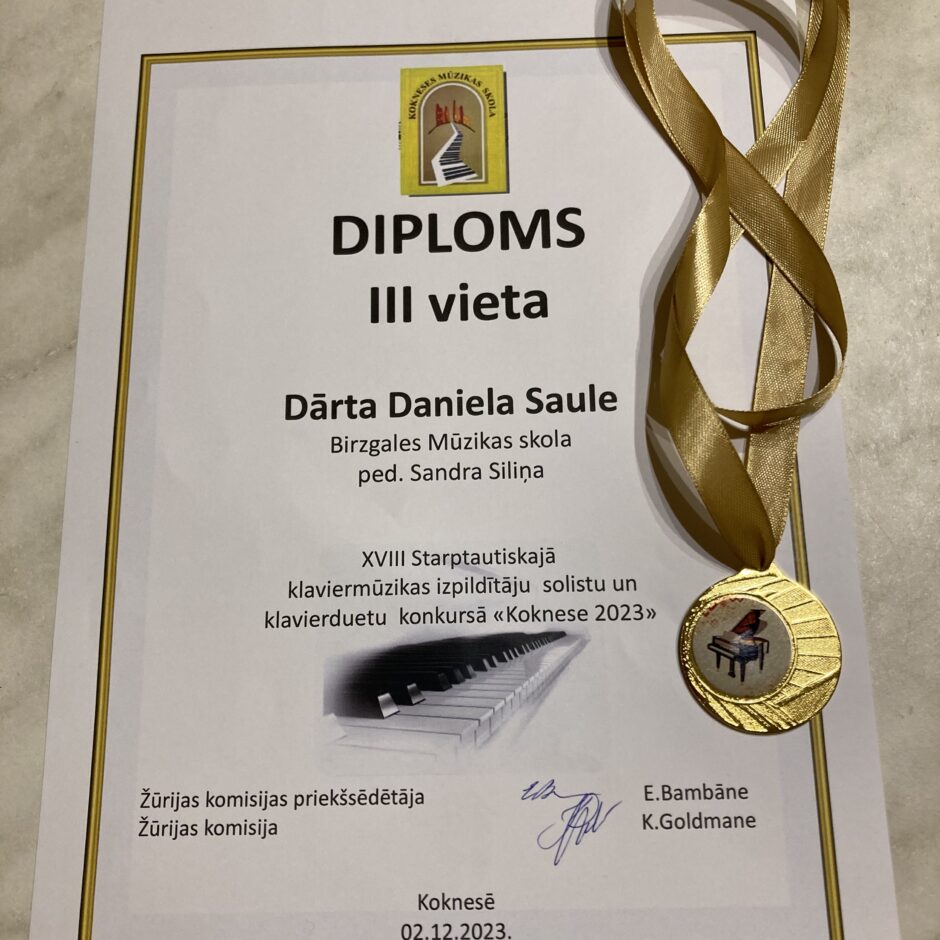 KOKNESES MŪZIKAS SKOLA
DIPLOMS
III vieta
Dārta Daniela Saule
Birzgales Mūzikas skola
ped. Sandra Siliņa
XVIII Starptautiskajā
klaviermūzikas izpildītāju solistu un
klavierduetu konkursā «Koknese 2023»
Žūrijas komisijas priekšsēdētāja E.Bambāne
Žūrijas komisija K.Goldmane
Koknesē
02.12.2023.